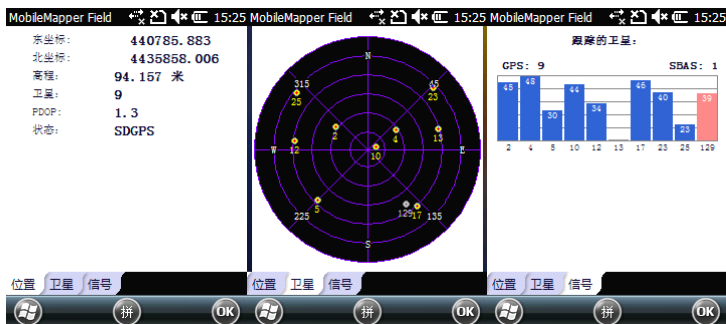 MobileMapper Field 15:25
东坐标: 440785.883
北坐标: 4435858.006
高程: 94.157 米
卫星: 9
PDOP: 1.3
状态: SDGPS
位置 卫星 信号
拼 OK
MobileMapper Field 15:25
N
315 45
25 23
2 4 13
W 12 10 E
5 129 17
225 135
S
位置 卫星 信号
拼 OK
MobileMapper Field 15:25
跟踪的卫星:
GPS: 9 SBAS: 1
45 48 30 44 34 46 40 23 39
2 4 5 10 12 13 17 23 25 129
位置 卫星 信号
拼 OK